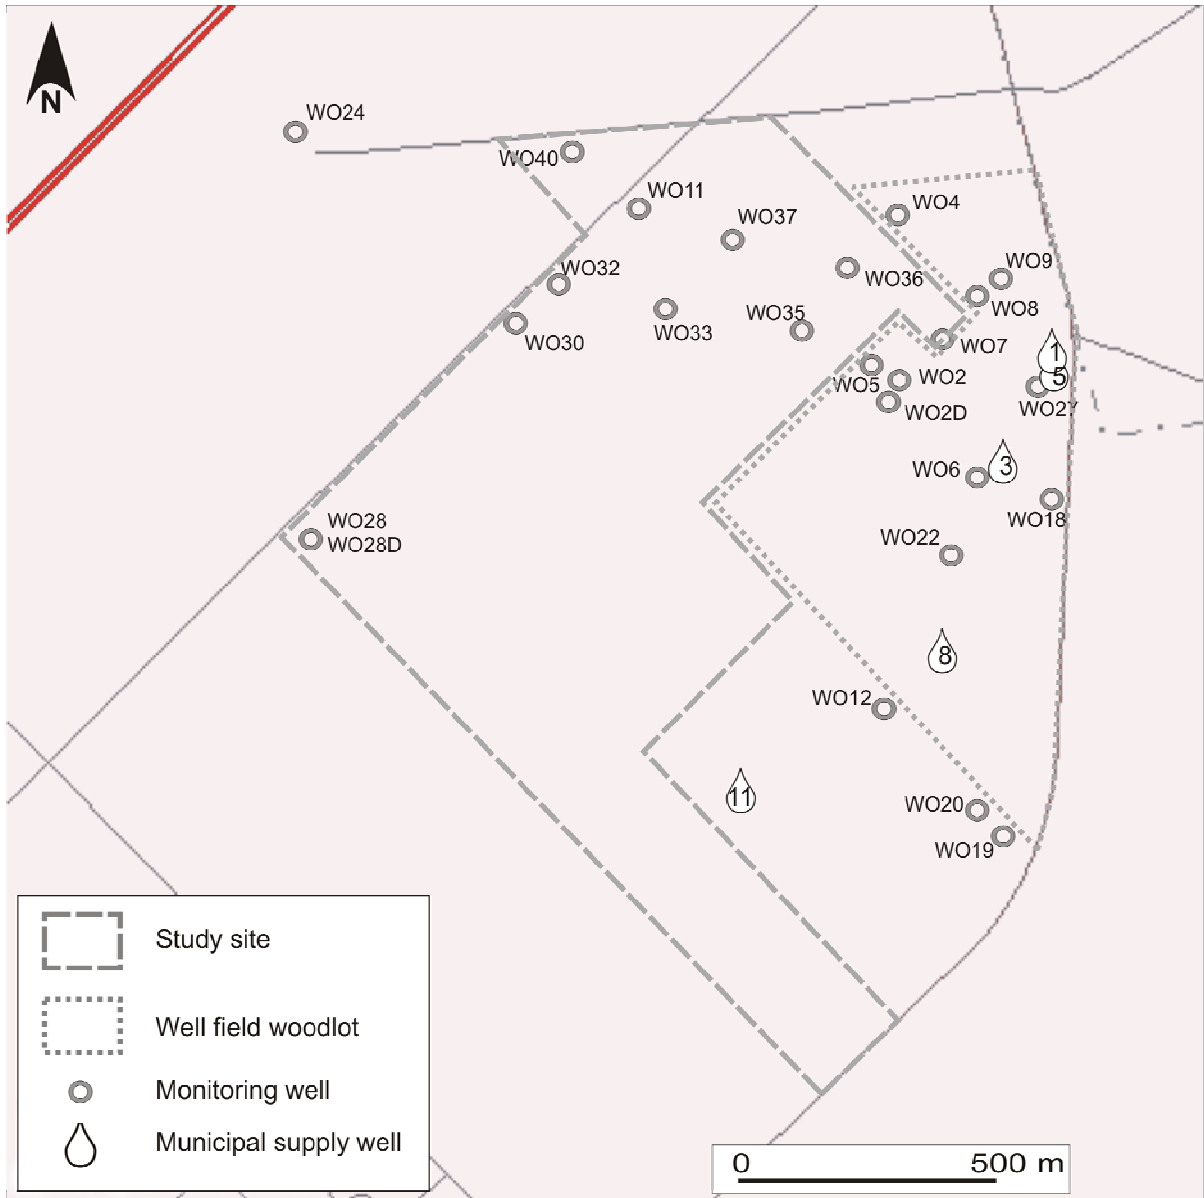 N
WO24
WO40
WO11
WO4
WO37
WO9
WO32
WO36
WO8
WO35
WO33
WO30
WO7
1
WO2
5
WO5
WO27
WO2D
3
WO6
WO18
WO28
WO28D
WO22
8
WO12
11
WO20
WO19
Study site
Well field woodlot
Monitoring well
Municipal supply well
0 500 m